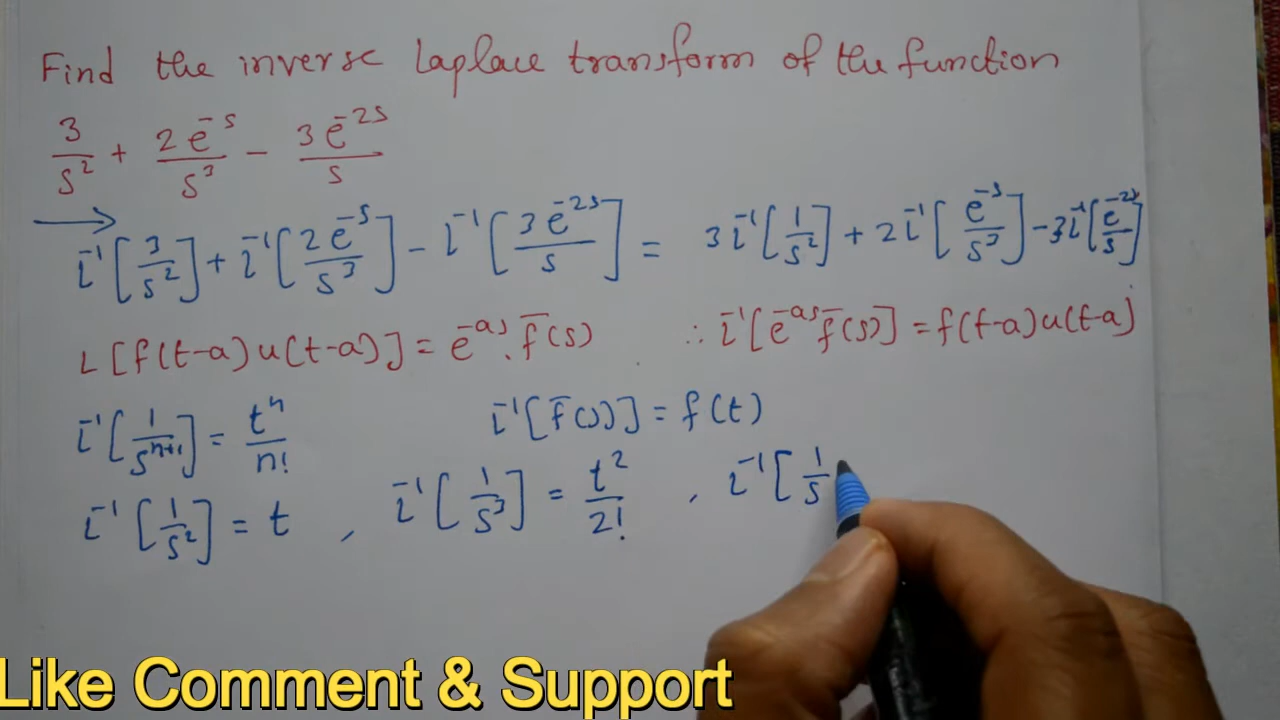 Find the inverse Laplace transform of the function
3/s² + 2e⁻ˢ/s³ − 3e⁻²ˢ/s
→ L⁻¹[3/s²] + L⁻¹[2e⁻ˢ/s³] − L⁻¹[3e⁻²ˢ/s] = 3L⁻¹[1/s²] + 2L⁻¹[e⁻ˢ/s³] − 3L⁻¹[e⁻²ˢ/s]
L[f(t-a)u(t-a)] = e⁻ᵃˢ. f̅(s) ∴ L⁻¹[e⁻ᵃˢ f̅(s)] = f(t-a)u(t-a)
L⁻¹[1/sⁿ⁺¹] = tⁿ/n! L⁻¹[f̅(s)] = f(t)
L⁻¹[1/s²] = t , L⁻¹[1/s³] = t²/2! , L⁻¹[1/s
Like Comment & Support